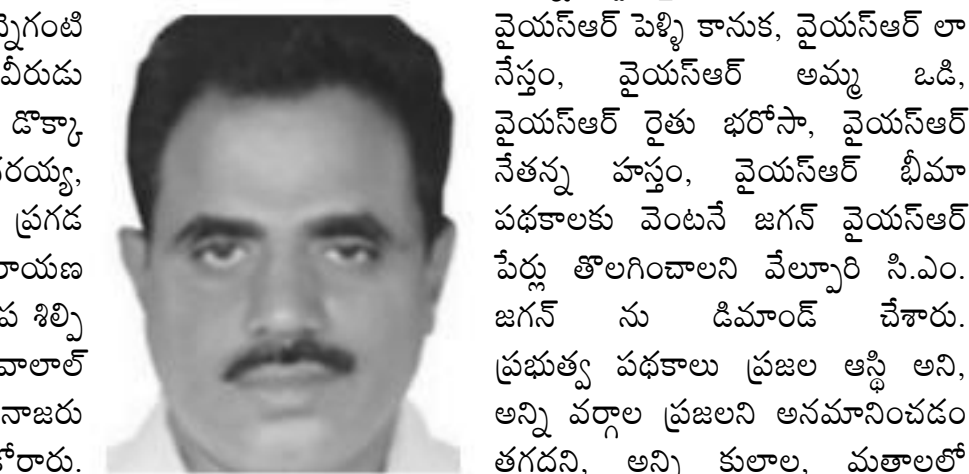 న్నెగంటి
వీరుడు
డొక్కా
రయ్య,
ప్రగడ
రాయణ
ప శిల్పి
వాలాల్
నాజరు
కోరారు.
వైయస్ఆర్ పెళ్ళి కానుక, వైయస్ఆర్ లా
నేస్తం, వైయస్ఆర్ అమ్మ ఒడి,
వైయస్ఆర్ రైతు భరోసా, వైయస్ఆర్
నేతన్న హస్తం, వైయస్ఆర్ భీమా
పథకాలకు వెంటనే జగన్ వైయస్ఆర్
పేర్లు తొలగించాలని వేల్పూరి సి.ఎం.
జగన్ ను డిమాండ్ చేశారు.
ప్రభుత్వ పథకాలు ప్రజల ఆస్థి అని,
అన్ని వర్గాల ప్రజలని అనమానించడం
తగదని, అన్ని కులాల, మతాలలో